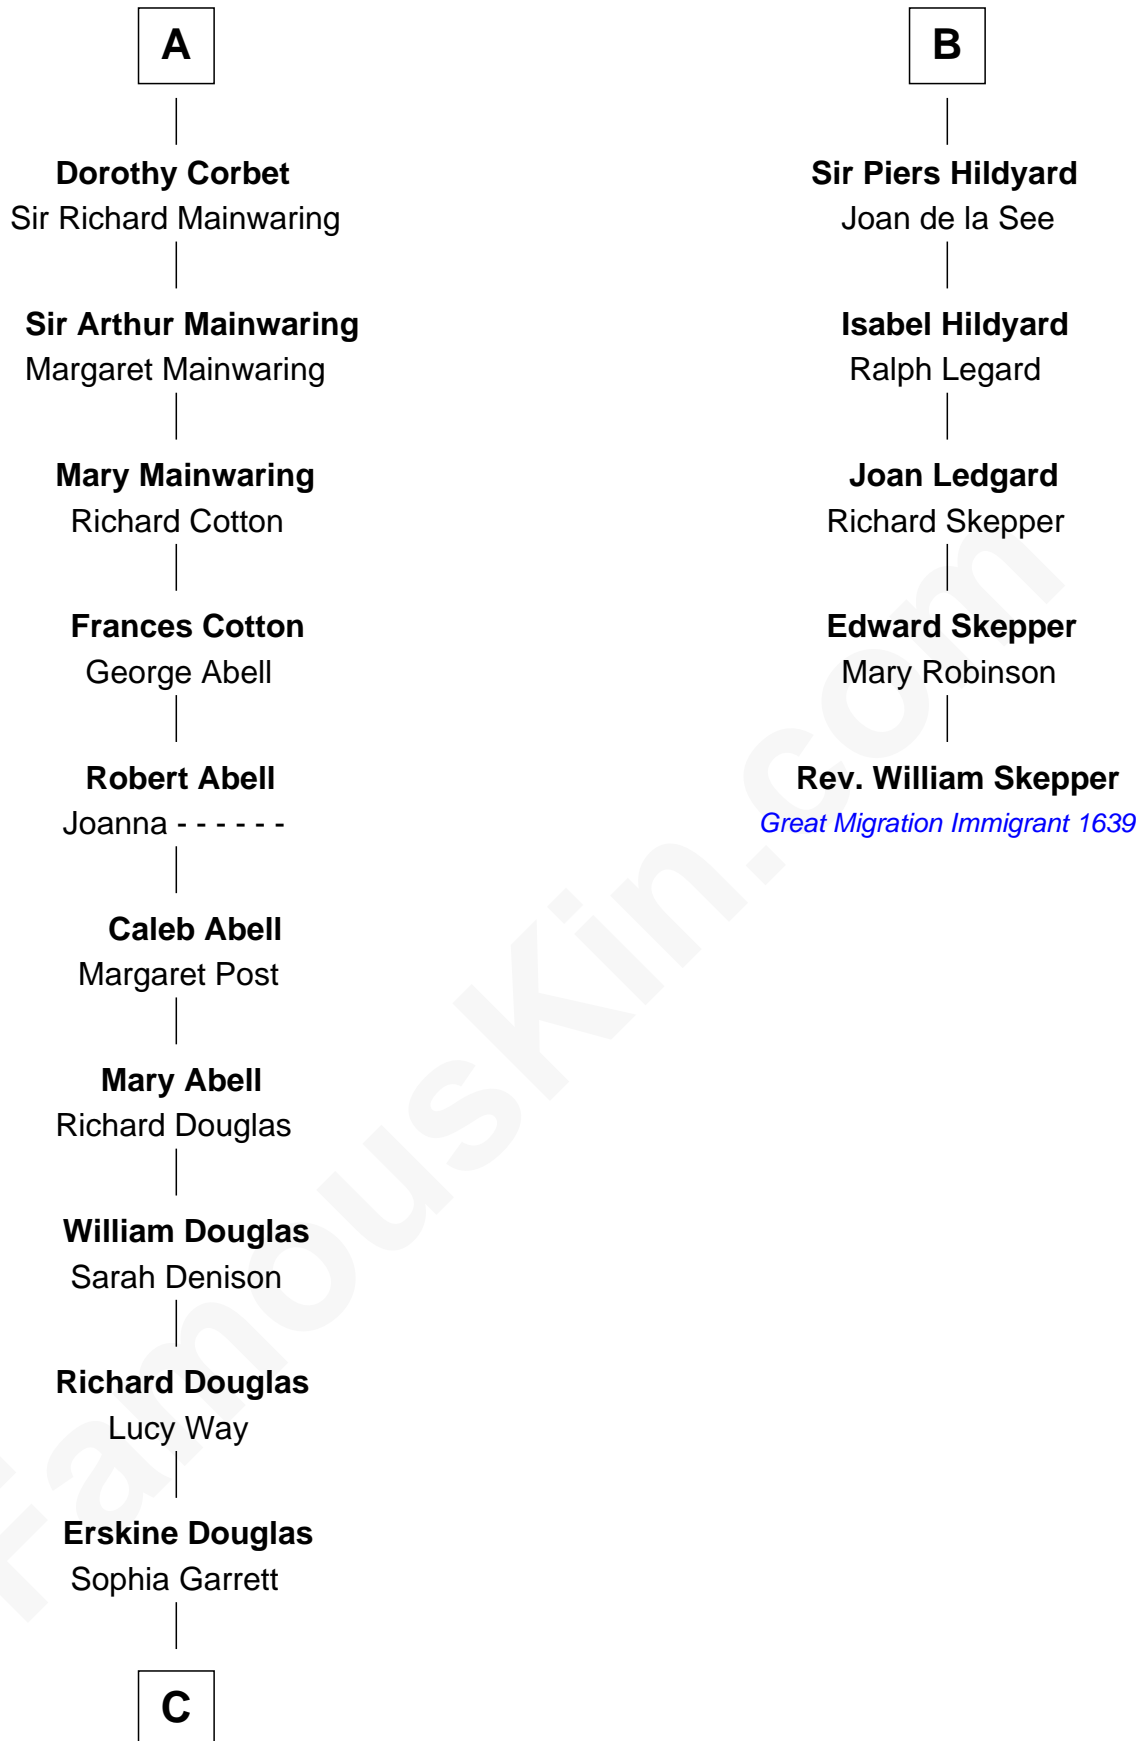 A
Dorothy Corbet
Sir Richard Mainwaring
Sir Arthur Mainwaring
Margaret Mainwaring
Mary Mainwaring
Richard Cotton
Frances Cotton
George Abell
Robert Abell
Joanna - - - - - -
Caleb Abell
Margaret Post
Mary Abell
Richard Douglas
William Douglas
Sarah Denison
Richard Douglas
Lucy Way
Erskine Douglas
Sophia Garrett
C
B
Sir Piers Hildyard
Joan de la See
Isabel Hildyard
Ralph Legard
Joan Ledgard
Richard Skepper
Edward Skepper
Mary Robinson
Rev. William Skepper
Great Migration Immigrant 1639
FamousKin.com